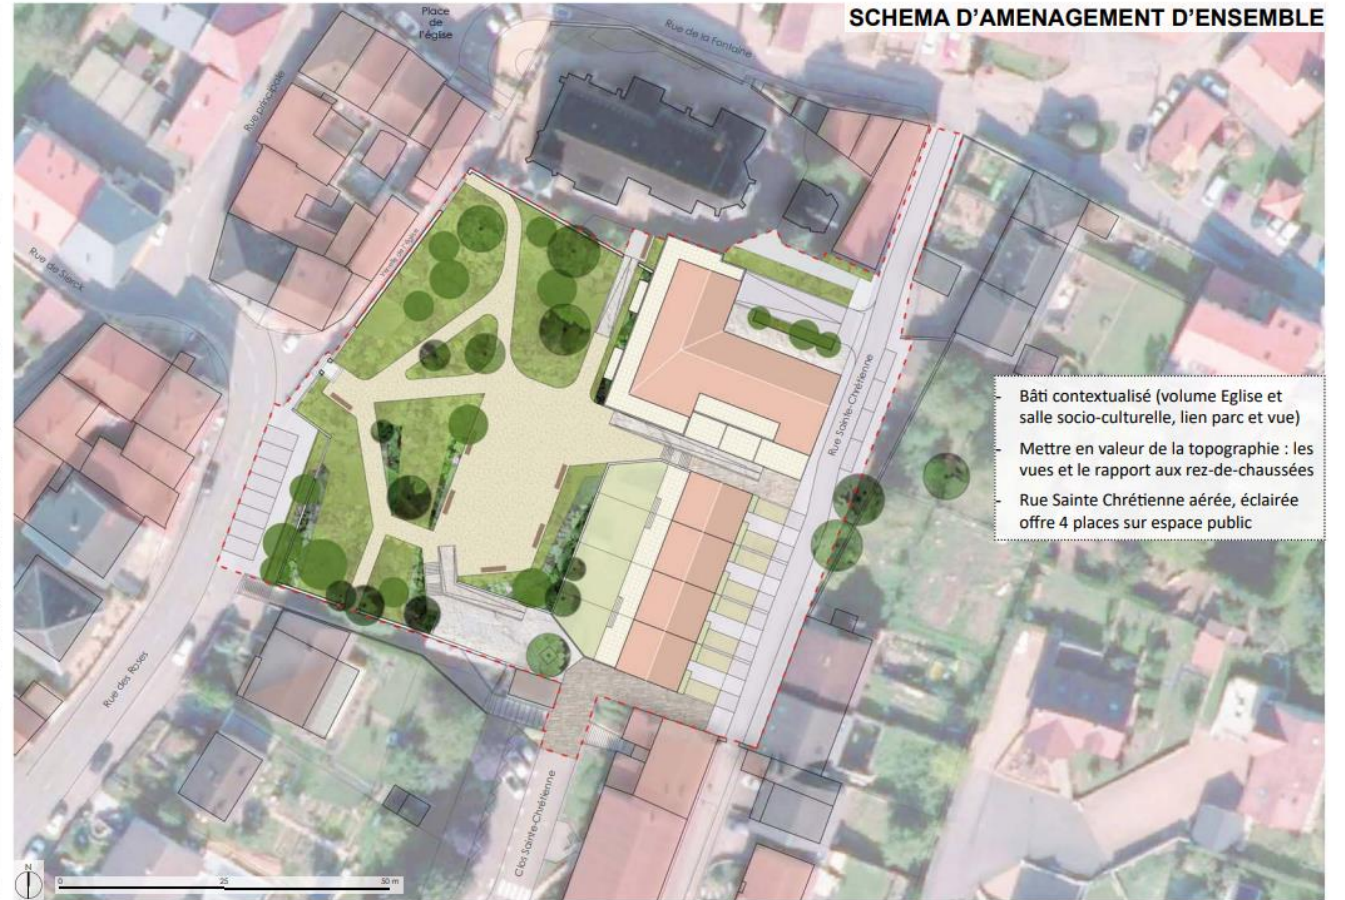 SCHEMA D’AMENAGEMENT D’ENSEMBLE
Place
de
l'église
Rue de la Fontaine
Rue principale
Rue de Sierck
Rue Sainte-Chrétienne
- Bâti contextualisé (volume Eglise et
salle socio-culturelle, lien parc et vue)
- Mettre en valeur de la topographie : les
vues et le rapport aux rez-de-chaussées
- Rue Sainte Chrétienne aérée, éclairée
offre 4 places sur espace public
Rue des Roses
Clos Sainte-Chrétienne
N
0 25 50 m